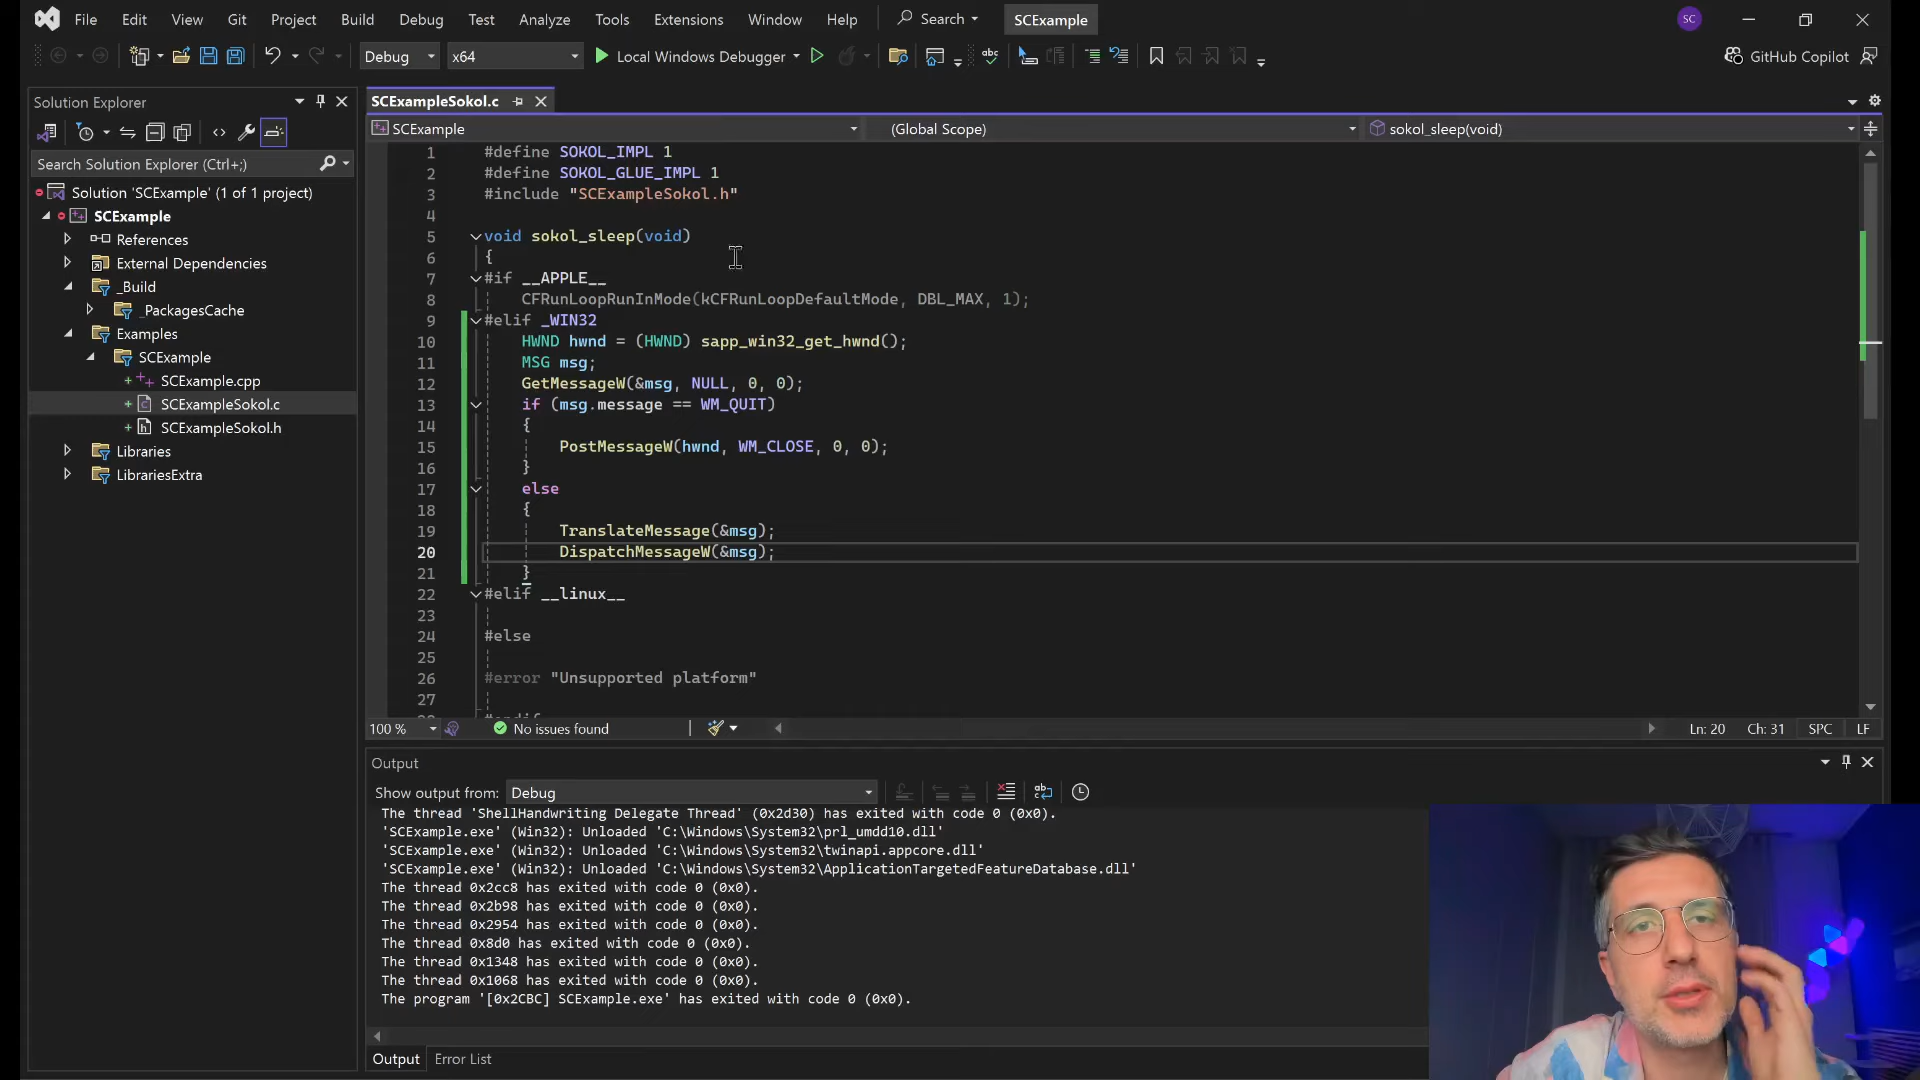 File Edit View Git Project Build Debug Test Analyze Tools Extensions Window Help Search SCExample SC
Debug x64 Local Windows Debugger GitHub Copilot
Solution Explorer
Search Solution Explorer (Ctrl+;)
Solution 'SCExample' (1 of 1 project)
SCExample
References
External Dependencies
_Build
_PackagesCache
Examples
SCExample
SCExample.cpp
SCExampleSokol.c
SCExampleSokol.h
Libraries
LibrariesExtra
SCExampleSokol.c
SCExample (Global Scope) sokol_sleep(void)
1 #define SOKOL_IMPL 1
2 #define SOKOL_GLUE_IMPL 1
3 #include "SCExampleSokol.h"
4
5 void sokol_sleep(void)
6 {
7 #if __APPLE__
8 CFRunLoopRunInMode(kCFRunLoopDefaultMode, DBL_MAX, 1);
9 #elif _WIN32
10 HWND hwnd = (HWND) sapp_win32_get_hwnd();
11 MSG msg;
12 GetMessageW(&msg, NULL, 0, 0);
13 if (msg.message == WM_QUIT)
14 {
15 PostMessageW(hwnd, WM_CLOSE, 0, 0);
16 }
17 else
18 {
19 TranslateMessage(&msg);
20 DispatchMessageW(&msg);
21 }
22 #elif __linux__
23
24 #else
25
26 #error "Unsupported platform"
27
100 % No issues found Ln: 20 Ch: 31 SPC LF
Output
Show output from: Debug
The thread 'ShellHandwriting Delegate Thread' (0x2d30) has exited with code 0 (0x0).
'SCExample.exe' (Win32): Unloaded 'C:\Windows\System32\prl_umdd10.dll'
'SCExample.exe' (Win32): Unloaded 'C:\Windows\System32\twinapi.appcore.dll'
'SCExample.exe' (Win32): Unloaded 'C:\Windows\System32\ApplicationTargetedFeatureDatabase.dll'
The thread 0x2cc8 has exited with code 0 (0x0).
The thread 0x2b98 has exited with code 0 (0x0).
The thread 0x2954 has exited with code 0 (0x0).
The thread 0x8d0 has exited with code 0 (0x0).
The thread 0x1348 has exited with code 0 (0x0).
The thread 0x1068 has exited with code 0 (0x0).
The program '[0x2CBC] SCExample.exe' has exited with code 0 (0x0).
Output Error List